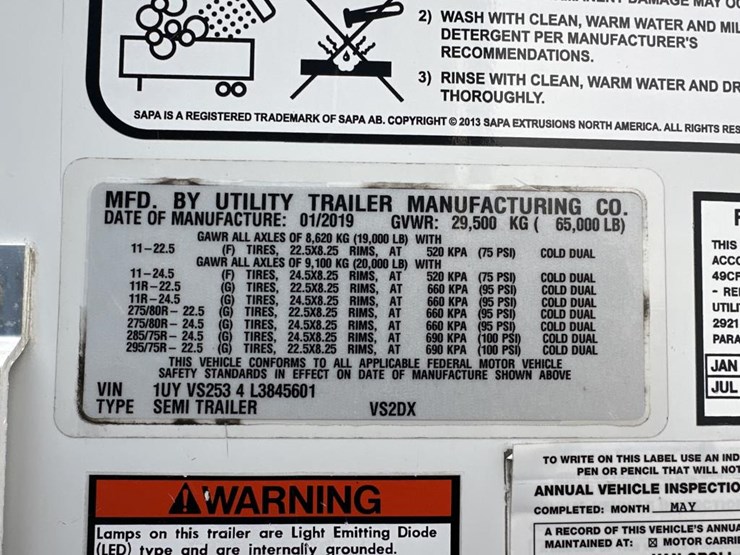 DAMAGE MAY
2) WASH WITH CLEAN, WARM WATER AND
DETERGENT PER MANUFACTURER'S
RECOMMENDATIONS.
3) RINSE WITH CLEAN, WARM WATER AND
THOROUGHLY.
SAPA IS A REGISTERED TRADEMARK OF SAPA AB. COPYRIGHT © 2013 SAPA EXTRUSIONS NORTH AMERICA. ALL RIGHTS
MFD. BY UTILITY TRAILER MANUFACTURING CO.
DATE OF MANUFACTURE: 01/2019 GVWR: 29,500 KG ( 65,000 LB)
GAWR ALL AXLES OF 8,620 KG (19,000 LB) WITH
11-22.5 (F) TIRES, 22.5X8.25 RIMS, AT 520 KPA (75 PSI) COLD DUAL
GAWR ALL AXLES OF 9,100 KG (20,000 LB) WITH
11-24.5 (F) TIRES, 24.5X8.25 RIMS, AT 520 KPA (75 PSI) COLD DUAL
11R-22.5 (G) TIRES, 22.5X8.25 RIMS, AT 660 KPA (95 PSI) COLD DUAL
11R-24.5 (G) TIRES, 24.5X8.25 RIMS, AT 660 KPA (95 PSI) COLD DUAL
275/80R-22.5 (G) TIRES, 22.5X8.25 RIMS, AT 660 KPA (95 PSI) COLD DUAL
275/80R-24.5 (G) TIRES, 24.5X8.25 RIMS, AT 660 KPA (95 PSI) COLD DUAL
285/75R-24.5 (G) TIRES, 24.5X8.25 RIMS, AT 690 KPA (100 PSI) COLD DUAL
295/75R-22.5 (G) TIRES, 22.5X8.25 RIMS, AT 690 KPA (100 PSI) COLD DUAL
THIS VEHICLE CONFORMS TO ALL APPLICABLE FEDERAL MOTOR VEHICLE
SAFETY STANDARDS IN EFFECT ON DATE OF MANUFACTURE SHOWN ABOVE
VIN 1UY VS253 4 L3845601
TYPE SEMI TRAILER VS2DX
THIS
49CF
- RE
UTILI
2921
PARA
JAN
JUL
WARNING
Lamps on this trailer are Light Emitting Diode
(LED) type and are internally grounded.
TO WRITE ON THIS LABEL USE AN IND
PEN OR PENCIL THAT WILL NOT
ANNUAL VEHICLE INSPECTIO
COMPLETED: MONTH MAY
A RECORD OF THIS VEHICLE'S ANNUA
MAINTAINED AT: ☒ MOTOR CARRI